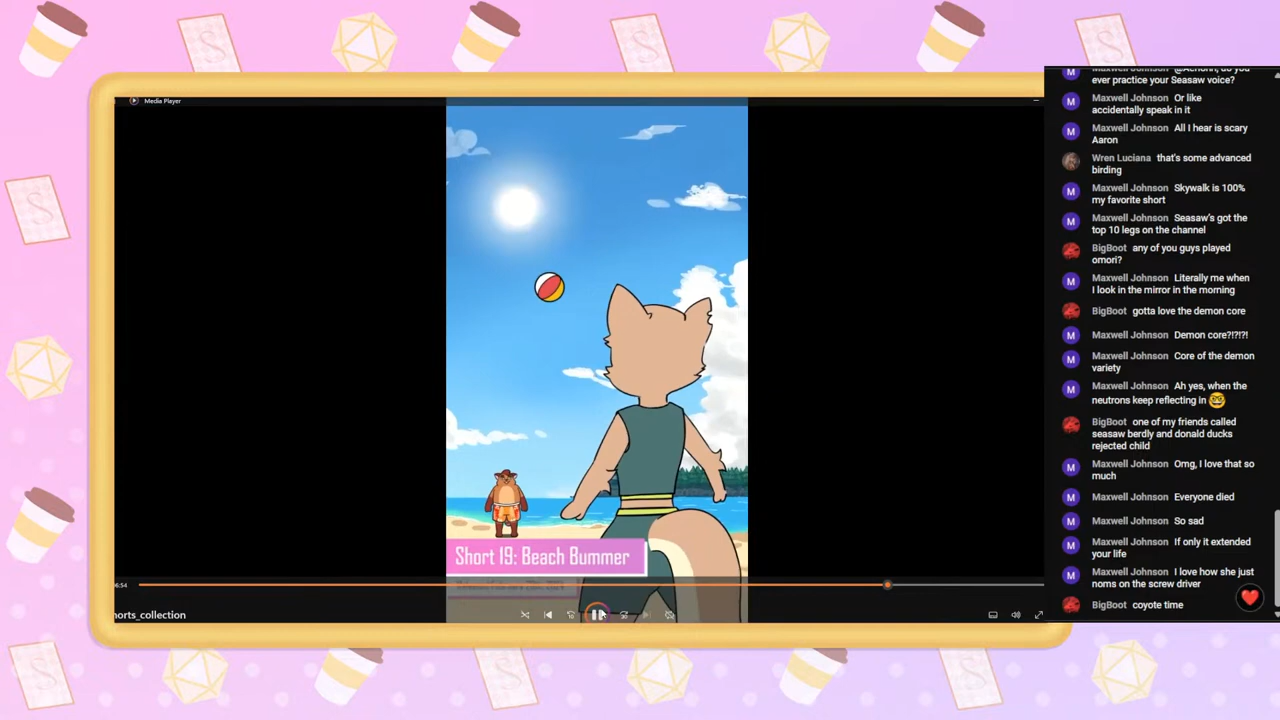 Media Player
Short 19: Beach Bummer
6:54
horts_collection
ever practice your Seasaw voice?
Maxwell Johnson Or like
accidentally speak in it
Maxwell Johnson All I hear is scary
Aaron
Wren Luciana that's some advanced
birding
Maxwell Johnson Skywalk is 100%
my favorite short
Maxwell Johnson Seasaw's got the
top 10 legs on the channel
BigBoot any of you guys played
omori?
Maxwell Johnson Literally me when
I look in the mirror in the morning
BigBoot gotta love the demon core
Maxwell Johnson Demon core?!?!?!
Maxwell Johnson Core of the demon
variety
Maxwell Johnson Ah yes, when the
neutrons keep reflecting in 🤓
BigBoot one of my friends called
seasaw berdly and donald ducks
rejected child
Maxwell Johnson Omg, I love that so
much
Maxwell Johnson Everyone died
Maxwell Johnson So sad
Maxwell Johnson If only it extended
your life
Maxwell Johnson I love how she just
noms on the screw driver
BigBoot coyote time